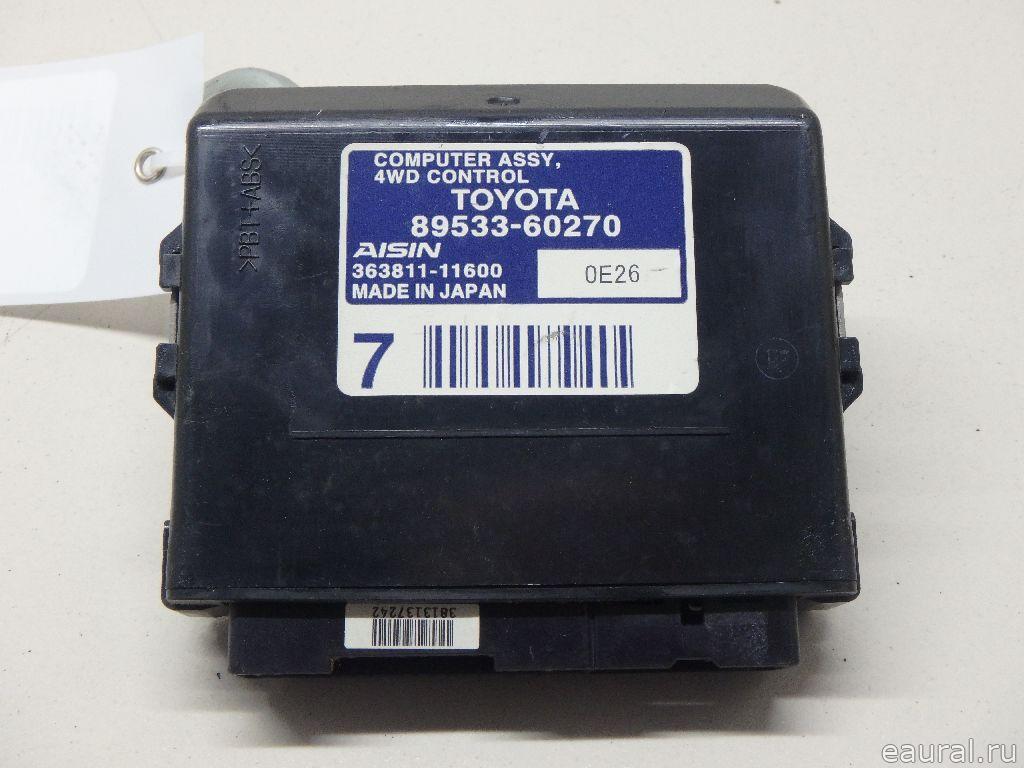 COMPUTER ASSY,
4WD CONTROL
TOYOTA
89533-60270
AISIN
363811-11600
MADE IN JAPAN
0E26
7
>PBT+ABS<
3813137242
eaural.ru